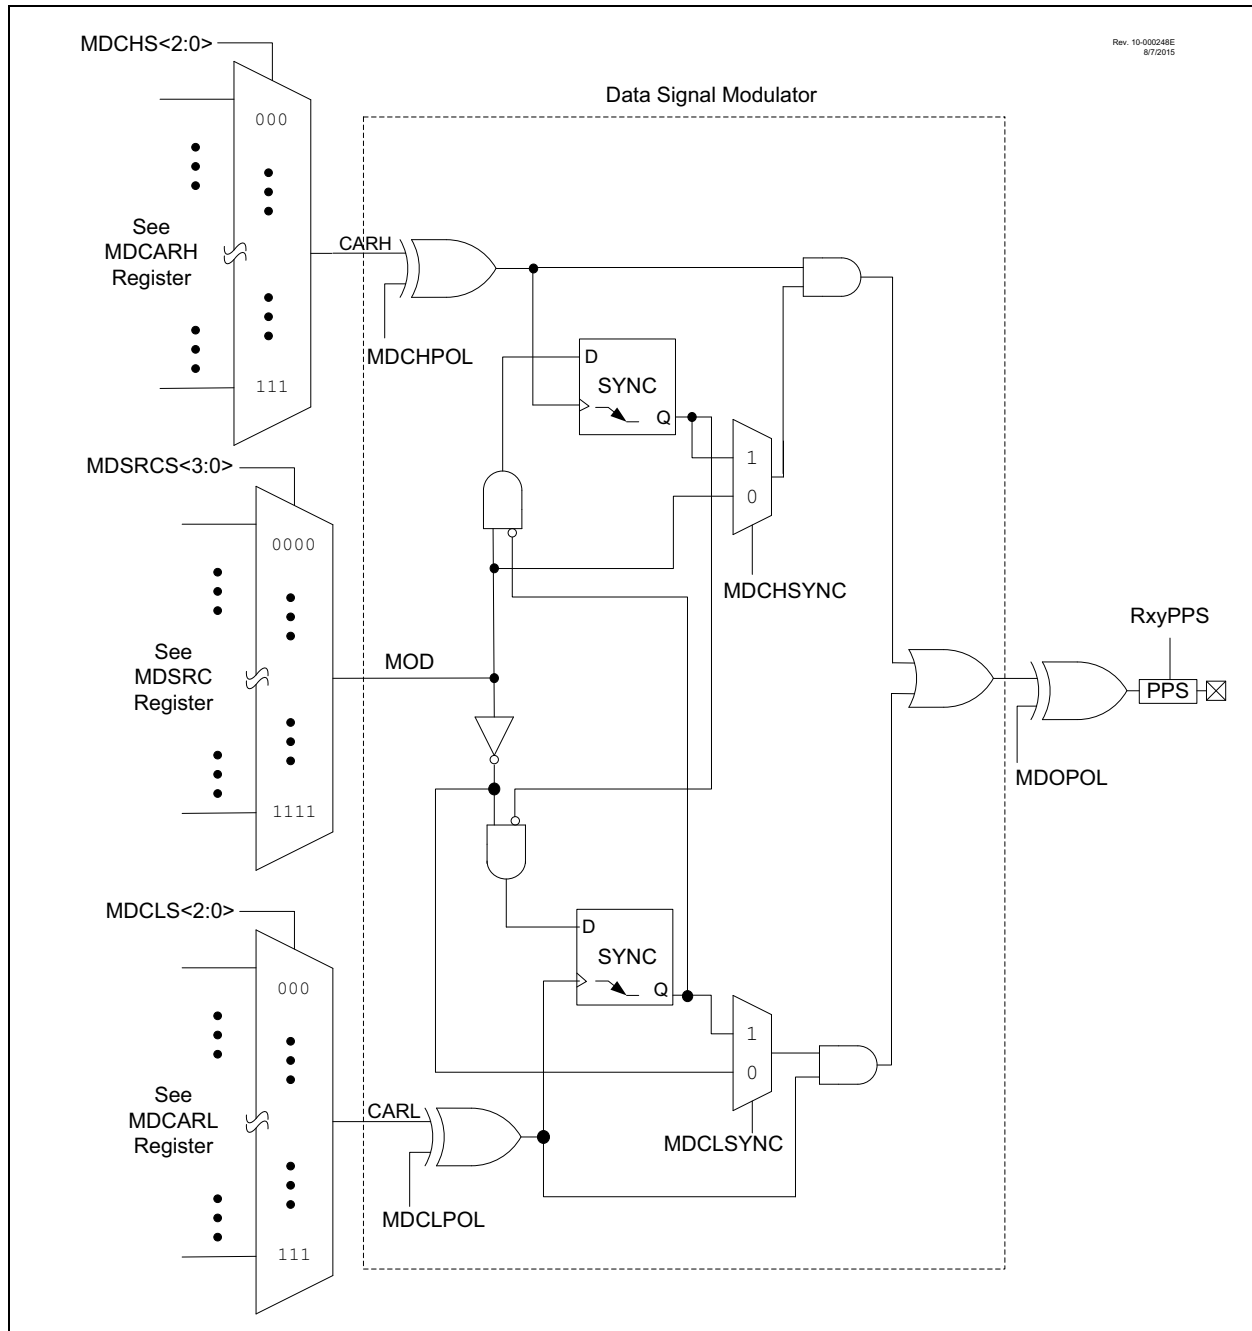 MDCHS<2:0>
Rev. 10-000248E
8/7/2015
Data Signal Modulator
000
See
MDCARH
Register
CARH
MDCHPOL
D
SYNC
Q
111
1
0
MDCHSYNC
MDSRCS<3:0>
0000
See
MDSRC
Register
MOD
RxyPPS
PPS
MDOPOL
1111
MDCLS<2:0>
D
SYNC
Q
000
1
0
See
MDCARL
Register
CARL
MDCLSYNC
MDCLPOL
111